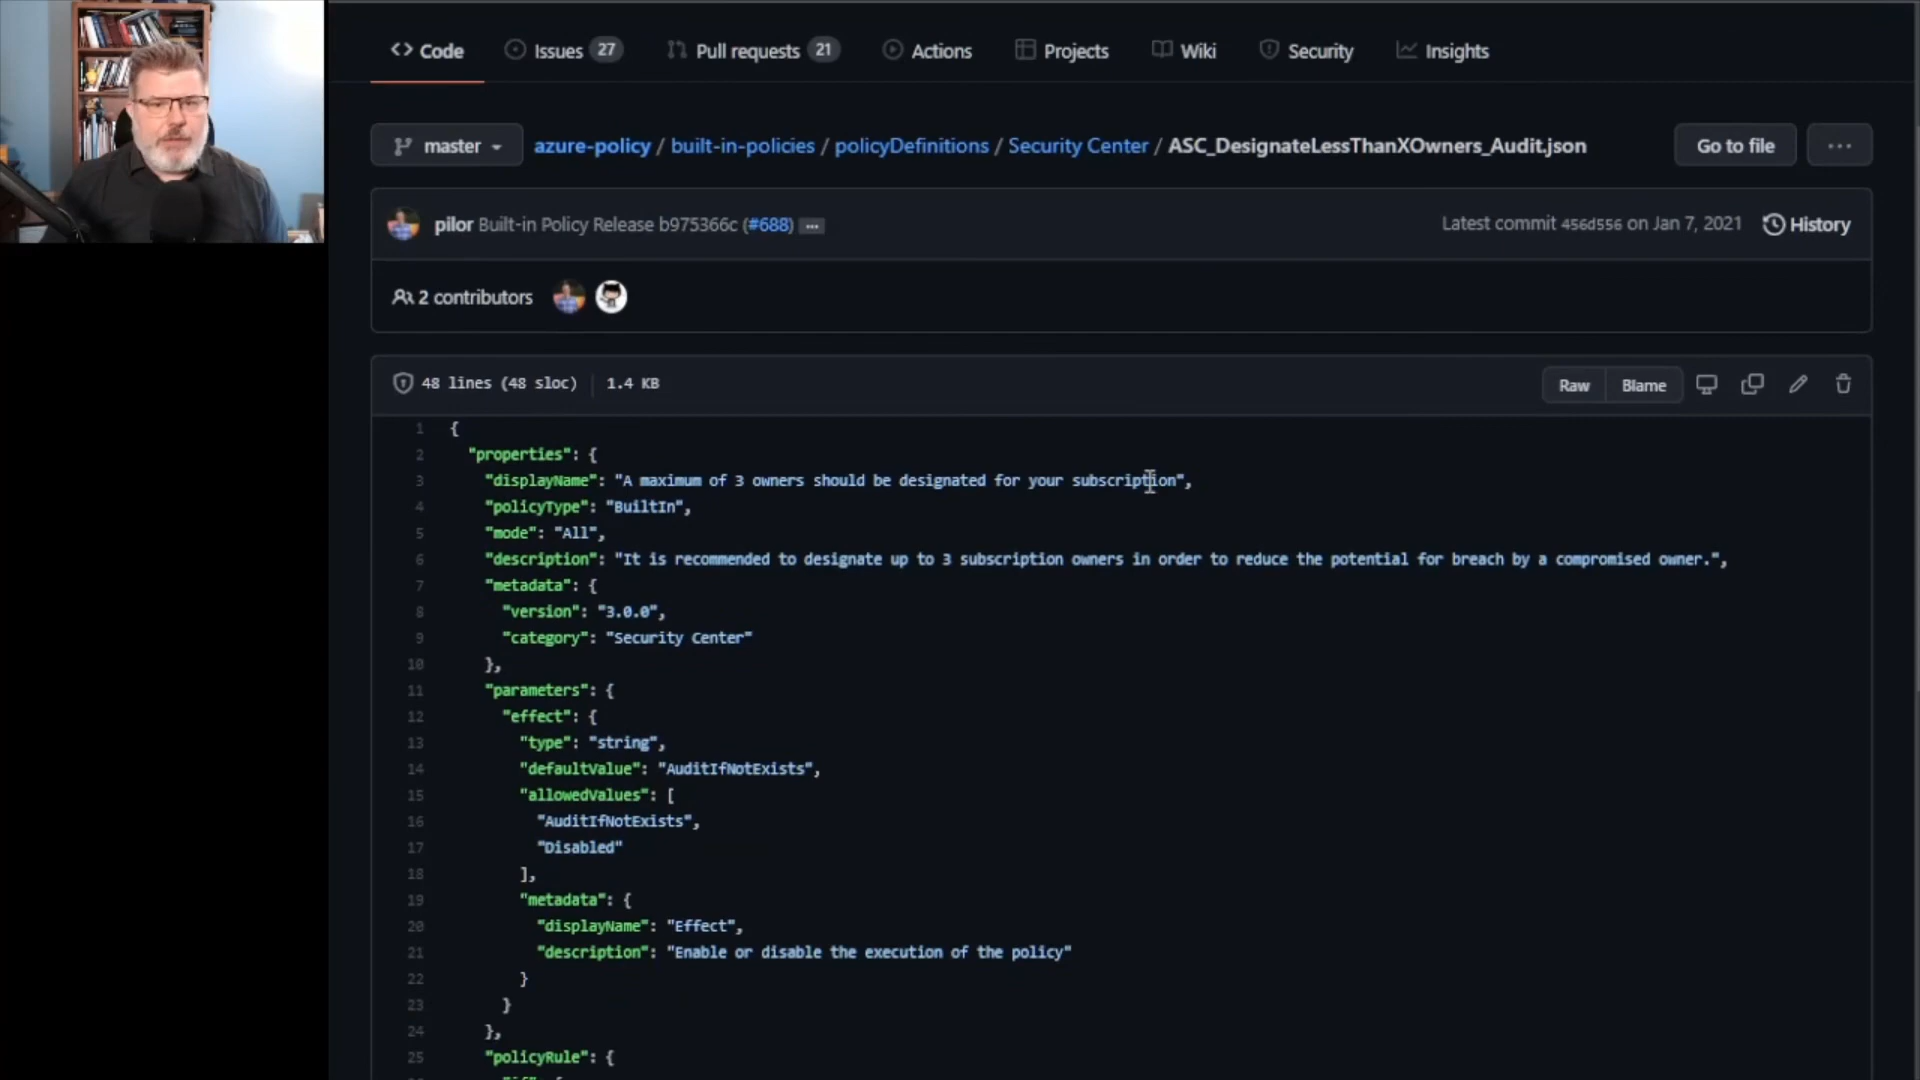 Code Issues 27 Pull requests 21 Actions Projects Wiki Security Insights
master azure-policy / built-in-policies / policyDefinitions / Security Center / ASC_DesignateLessThanXOwners_Audit.json Go to file ...
pilor Built-in Policy Release b975366c (#688) ... Latest commit 456d556 on Jan 7, 2021 History
2 contributors
48 lines (48 sloc) 1.4 KB Raw Blame
1 {
2 "properties": {
3 "displayName": "A maximum of 3 owners should be designated for your subscription",
4 "policyType": "BuiltIn",
5 "mode": "All",
6 "description": "It is recommended to designate up to 3 subscription owners in order to reduce the potential for breach by a compromised owner.",
7 "metadata": {
8 "version": "3.0.0",
9 "category": "Security Center"
10 },
11 "parameters": {
12 "effect": {
13 "type": "string",
14 "defaultValue": "AuditIfNotExists",
15 "allowedValues": [
16 "AuditIfNotExists",
17 "Disabled"
18 ],
19 "metadata": {
20 "displayName": "Effect",
21 "description": "Enable or disable the execution of the policy"
22 }
23 }
24 },
25 "policyRule": {